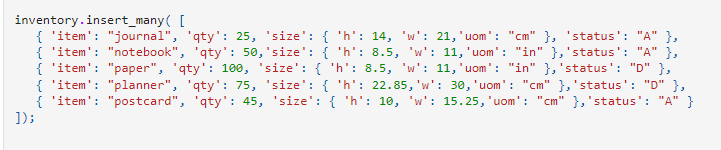 inventory.insert_many( [
{ 'item': "journal", 'qty': 25, 'size': { 'h': 14, 'w': 21,'uom': "cm" }, 'status': "A" },
{ 'item': "notebook", 'qty': 50,'size': { 'h': 8.5, 'w': 11,'uom': "in" },'status': "A" },
{ 'item': "paper", 'qty': 100, 'size': { 'h': 8.5, 'w': 11,'uom': "in" },'status': "D" },
{ 'item': "planner", 'qty': 75, 'size': { 'h': 22.85,'w': 30,'uom': "cm" },'status': "D" },
{ 'item': "postcard", 'qty': 45, 'size': { 'h': 10, 'w': 15.25,'uom': "cm" },'status': "A" }
]);